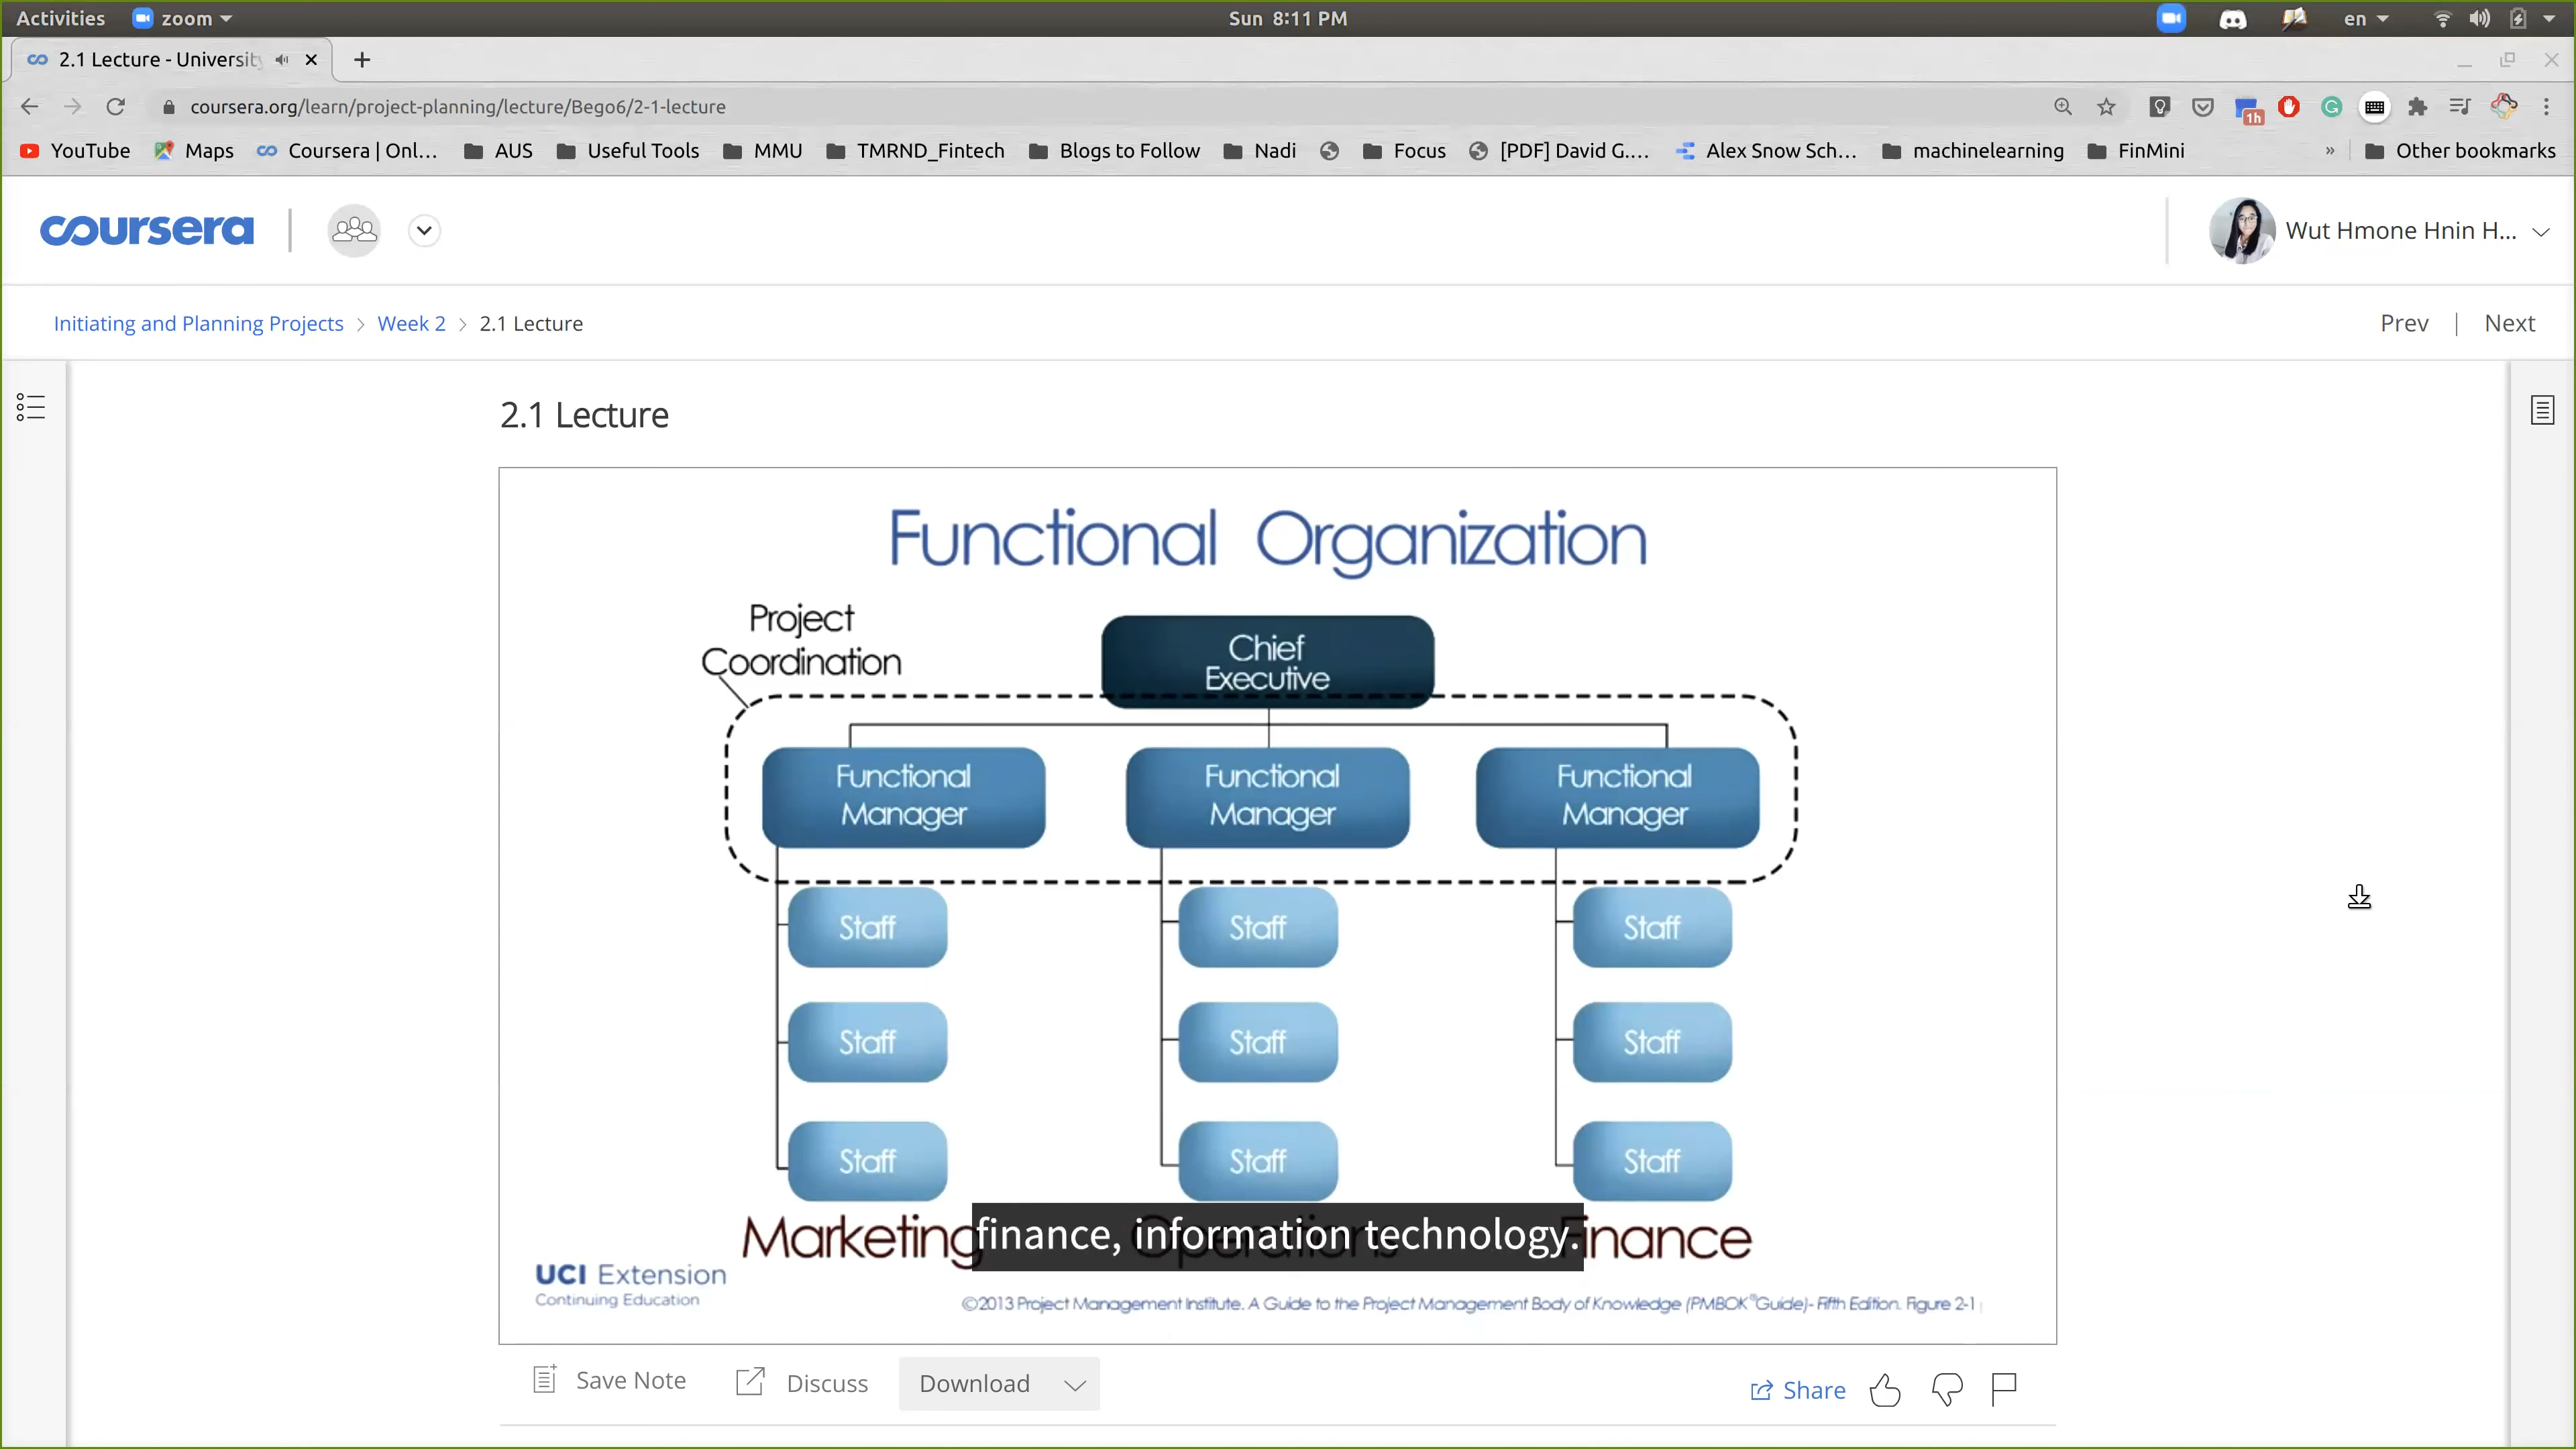 Activities zoom Sun 8:11 PM en
2.1 Lecture - Universit
coursera.org/learn/project-planning/lecture/Bego6/2-1-lecture 1h
YouTube Maps Coursera | Onl... AUS Useful Tools MMU TMRND_Fintech Blogs to Follow Nadi Focus [PDF] David G.... Alex Snow Sch... machinelearning FinMini » Other bookmarks
coursera Wut Hmone Hnin H...
Initiating and Planning Projects > Week 2 > 2.1 Lecture Prev | Next
2.1 Lecture
Functional Organization
Project
Coordination
Chief
Executive
Functional
Manager
Functional
Manager
Functional
Manager
Staff Staff Staff
Staff Staff Staff
Staff Staff Staff
Marketing Operations Finance
finance, information technology.
UCI Extension
Continuing Education
©2013 Project Management Institute. A Guide to the Project Management Body of Knowledge (PMBOK®Guide)- Fifth Edition. Figure 2-1
Save Note Discuss Download Share